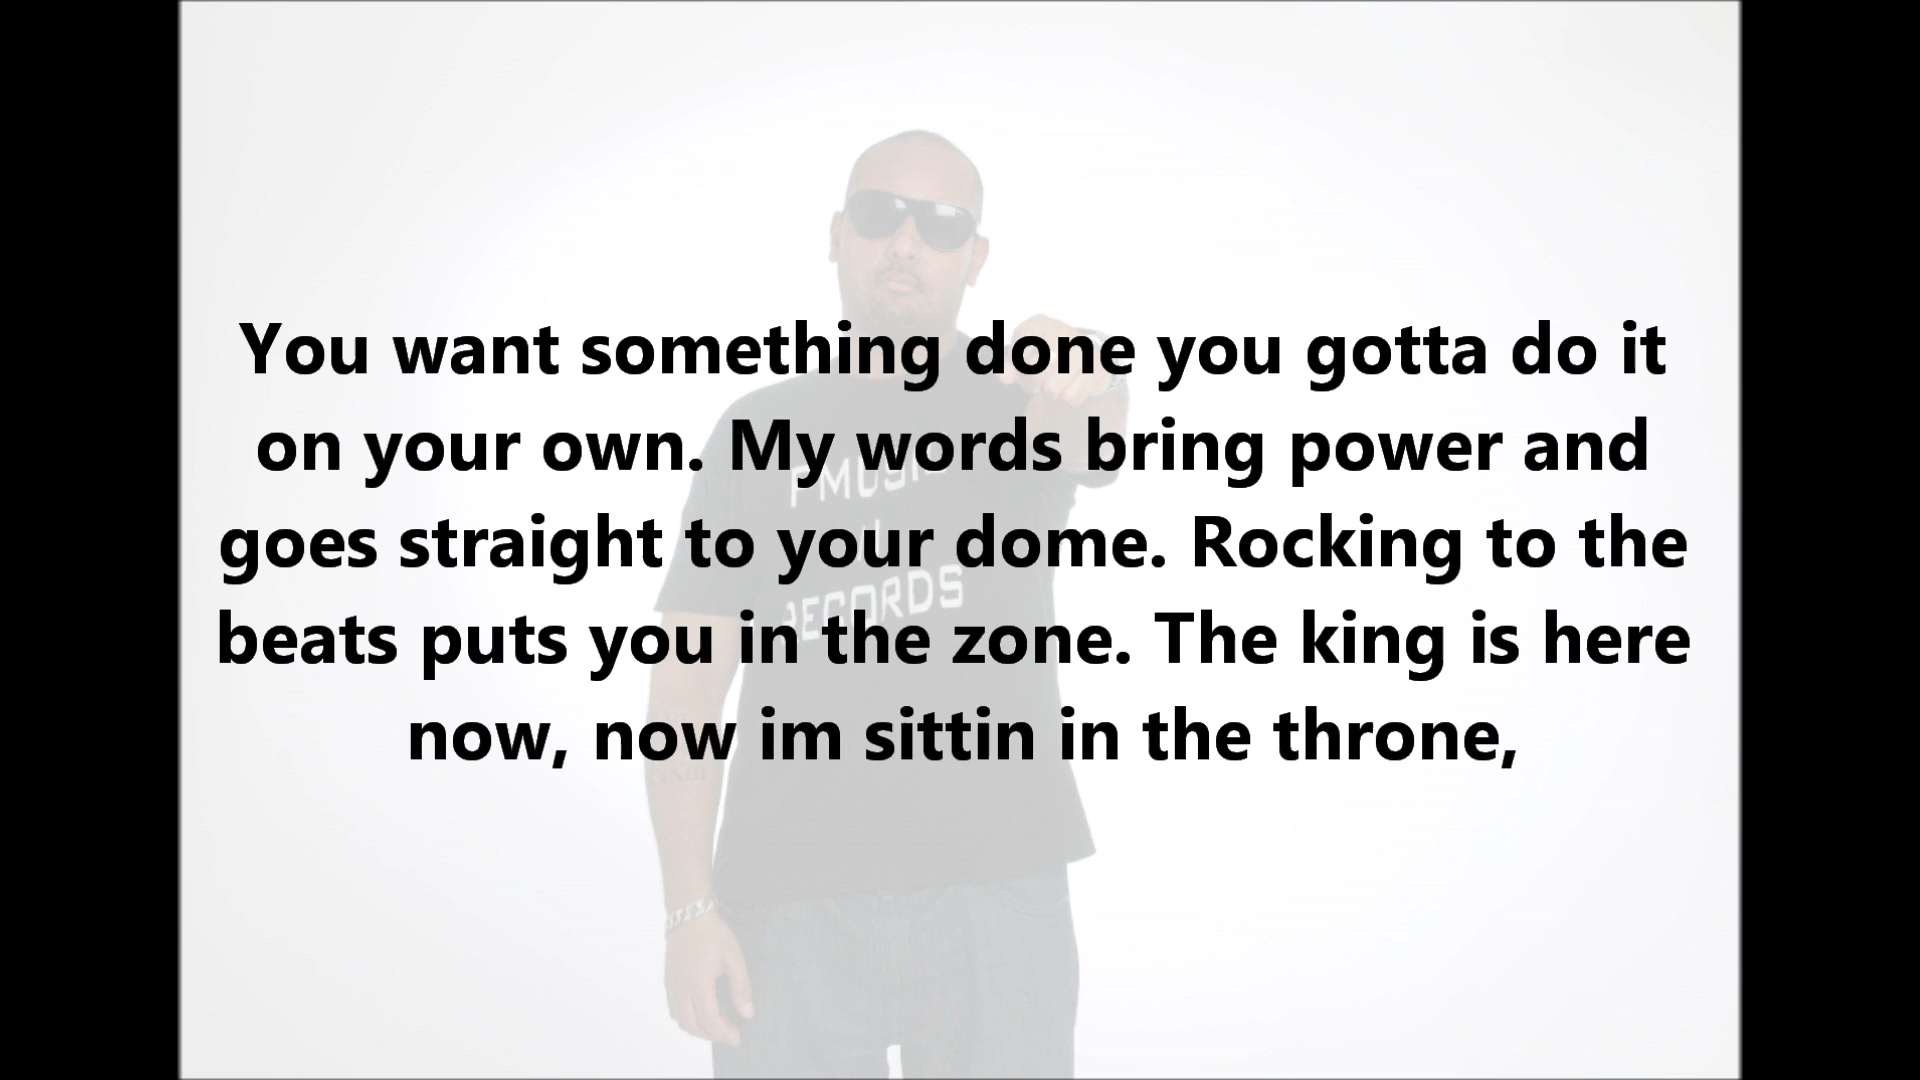 You want something done you gotta do it
on your own. My words bring power and
goes straight to your dome. Rocking to the
beats puts you in the zone. The king is here
now, now im sittin in the throne,
RECORDS